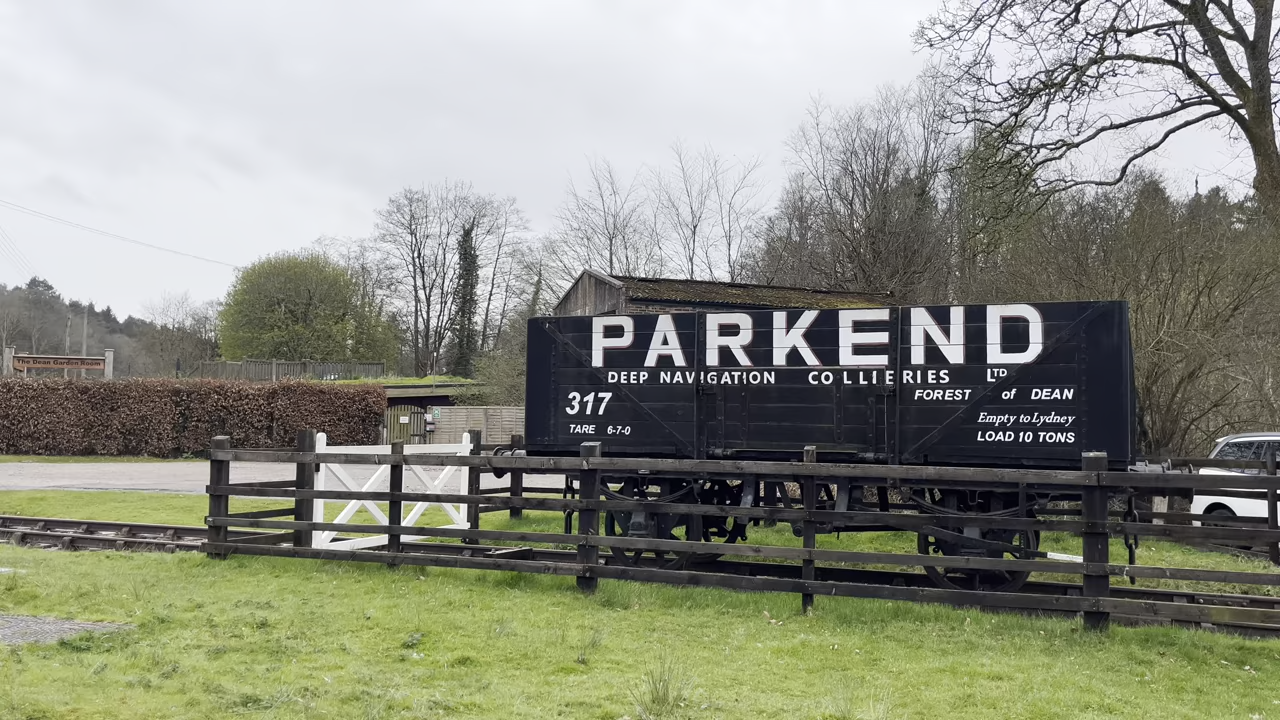 The Dean Garden Room
PARKEND
DEEP NAVIGATION COLLIERIES LTD
317
FOREST of DEAN
Empty to Lydney
TARE 6-7-0
LOAD 10 TONS